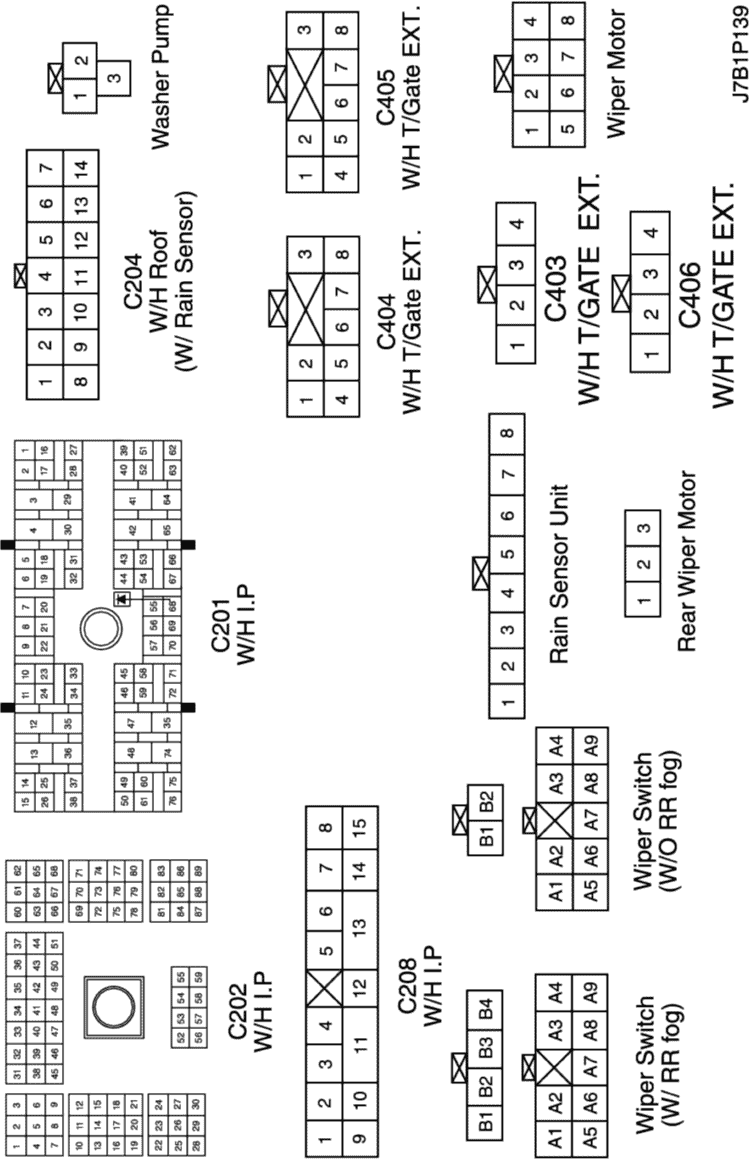 1 2 3
4 5 6
7 8 9
10 11 12
13 14 15
16 17 18
19 20 21
22 23 24
25 26 27
28 29 30
31 32 33 34 35 36 37
38 39 40 41 42 43 44
45 46 47 48 49 50 51
52 53 54 55
56 57 58 59
60 61 62
63 64 65
66 67 68
69 70 71
72 73 74
75 76 77
78 79 80
81 82 83
84 85 86
87 88 89
C202
W/H I.P
15 14 13 12 11 10 9 8 7 6 5 4 3 2 1
26 25 24 23 22 21 20 19 18 17 16
38 37 36 35 34 33 32 31 30 29 28 27
50 49 48 47 46 45 44 43 42 41 40 39
61 60 59 58 57 56 55 54 53 52 51
76 75 74 35 72 71 70 69 68 67 66 65 64 63 62
C201
W/H I.P
1 2 3 4 5 6 7
8 9 10 11 12 13 14
C204
W/H Roof
(W/ Rain Sensor)
1 2
3
Washer Pump
1 2 3 4 5 6 7 8
9 10 11 12 13 14 15
C208
W/H I.P
1 2 3
4 5 6 7 8
C404
W/H T/Gate EXT.
1 2 3
4 5 6 7 8
C405
W/H T/Gate EXT.
B1 B2 B3 B4
A1 A2 A3 A4
A5 A6 A7 A8 A9
Wiper Switch
(W/ RR fog)
B1 B2
A1 A2 A3 A4
A5 A6 A7 A8 A9
Wiper Switch
(W/O RR fog)
1 2 3 4 5 6 7 8
Rain Sensor Unit
1 2 3
Rear Wiper Motor
1 2 3 4
C403
W/H T/GATE EXT.
1 2 3 4
C406
W/H T/GATE EXT.
1 2 3 4
5 6 7 8
Wiper Motor
J7B1P139